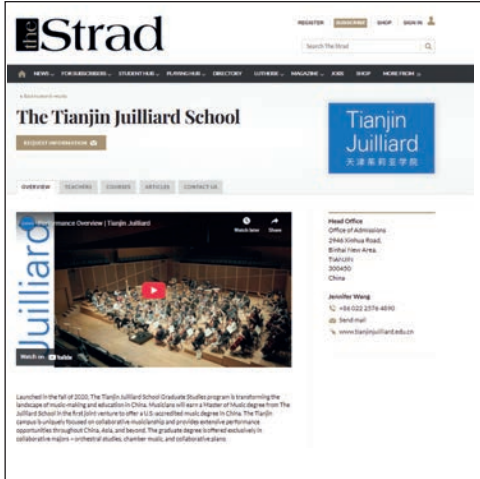 the Strad
REGISTER SUBSCRIBE SHOP SIGN IN
Search The Strad
NEWS FOR SUBSCRIBERS STUDENT HUB PLAYING HUB DIRECTORY LUTHERIE MAGAZINE JOBS SHOP MORE FROM
The Tianjin Juilliard School
REQUEST INFORMATION
Tianjin
Juilliard
天津茱莉亚学院
OVERVIEW TEACHERS COURSES ARTICLES CONTACT US
Performance Overview | Tianjin Juilliard
Watch later Share
Juilliard
Watch on YouTube
Head Office
Office of Admissions
2946 Xinhua Road,
Binhai New Area,
TIANJIN
300450
China
Jennifer Wang
+86 022 2576 4890
Send mail
www.tianjinjuilliard.edu.cn
Launched in the fall of 2020, The Tianjin Juilliard School Graduate Studies program is transforming the
landscape of music-making and education in China. Musicians will earn a Master of Music degree from The
Juilliard School in the first joint venture to offer a U.S-accredited music degree in China. The Tianjin
campus is uniquely focused on collaborative musicianship and provides extensive performance
opportunities throughout China, Asia, and beyond. The graduate degree is offered exclusively in
collaborative majors – orchestral studies, chamber music, and collaborative piano.